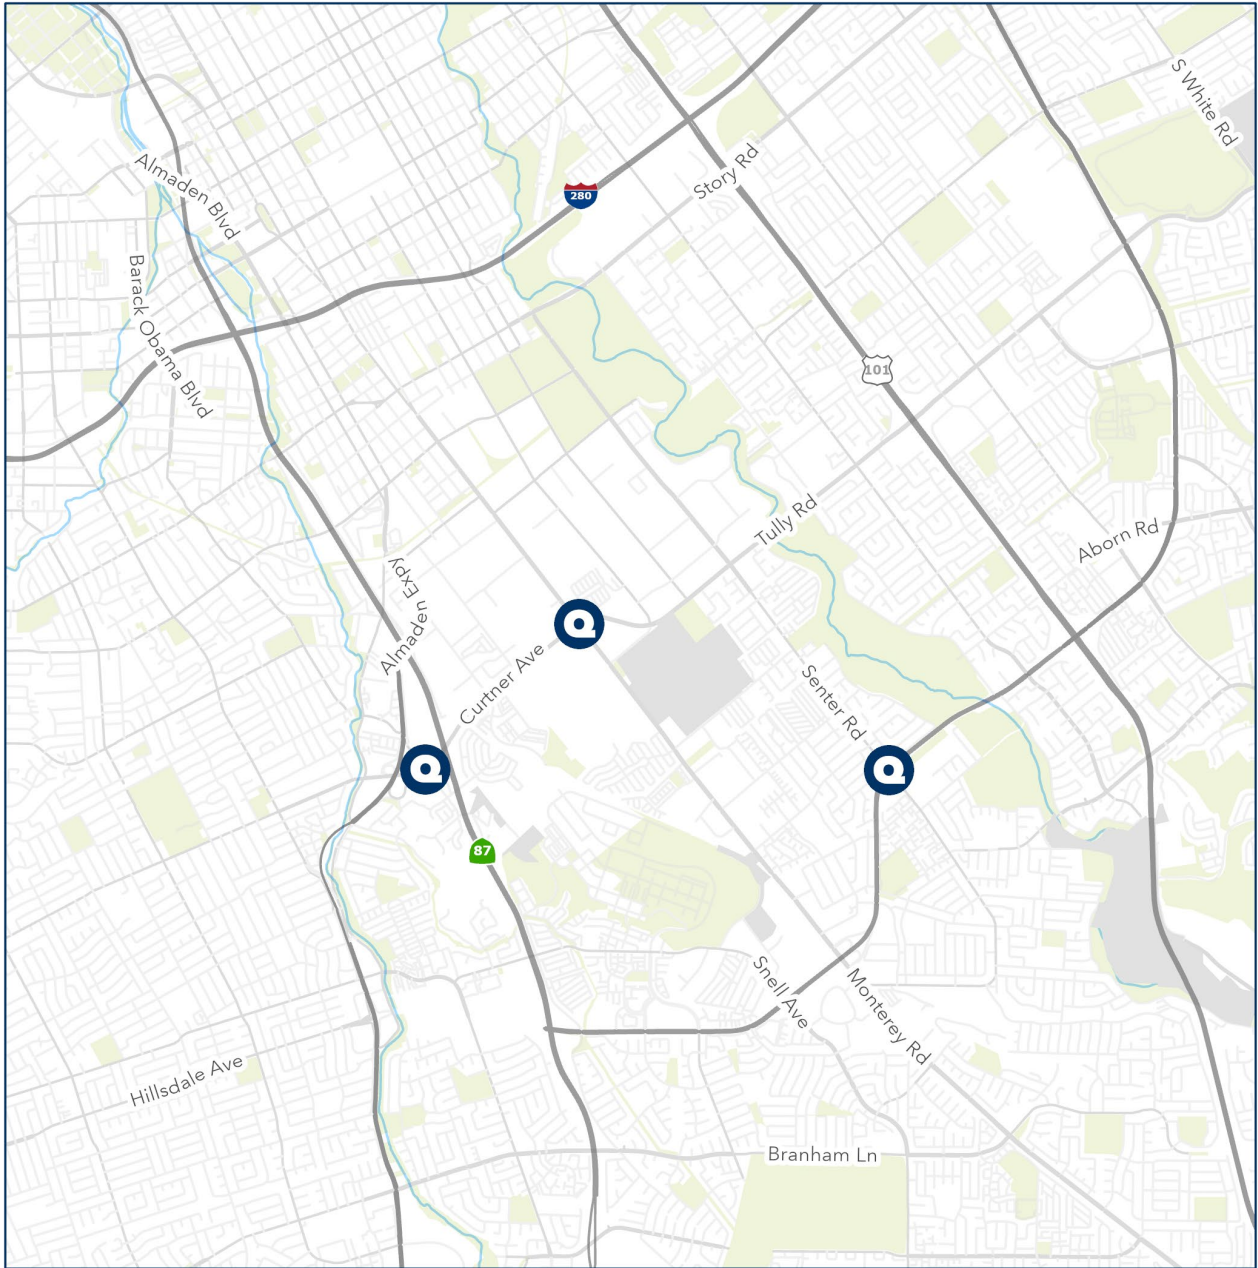 S White Rd
Almaden Blvd
Story Rd
280
Barack Obama Blvd
101
Tully Rd
Aborn Rd
Almaden Expy
Curtner Ave
Senter Rd
Q
Q
Q
87
Snell Ave
Monterey Rd
Hillsdale Ave
Branham Ln